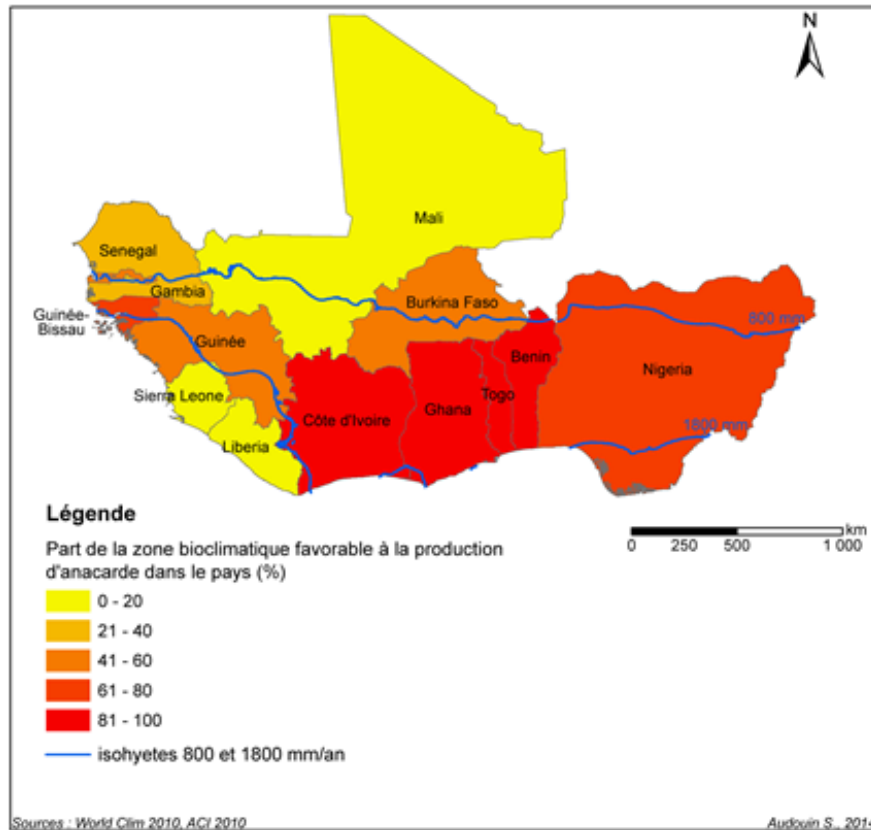 N
Mali
Senegal
Gambia
Burkina Faso
Guinée-
Bissau
Guinée
800 mm
Benin
Nigeria
Sierra Leone
Togo
Côte d'Ivoire
Ghana
1800 mm
Liberia
Légende
km
0 250 500 1 000
Part de la zone bioclimatique favorable à la production
d'anacarde dans le pays (%)
0 - 20
21 - 40
41 - 60
61 - 80
81 - 100
isohyetes 800 et 1800 mm/an
Sources : World Clim 2010, ACI 2010
Audouin S., 2014